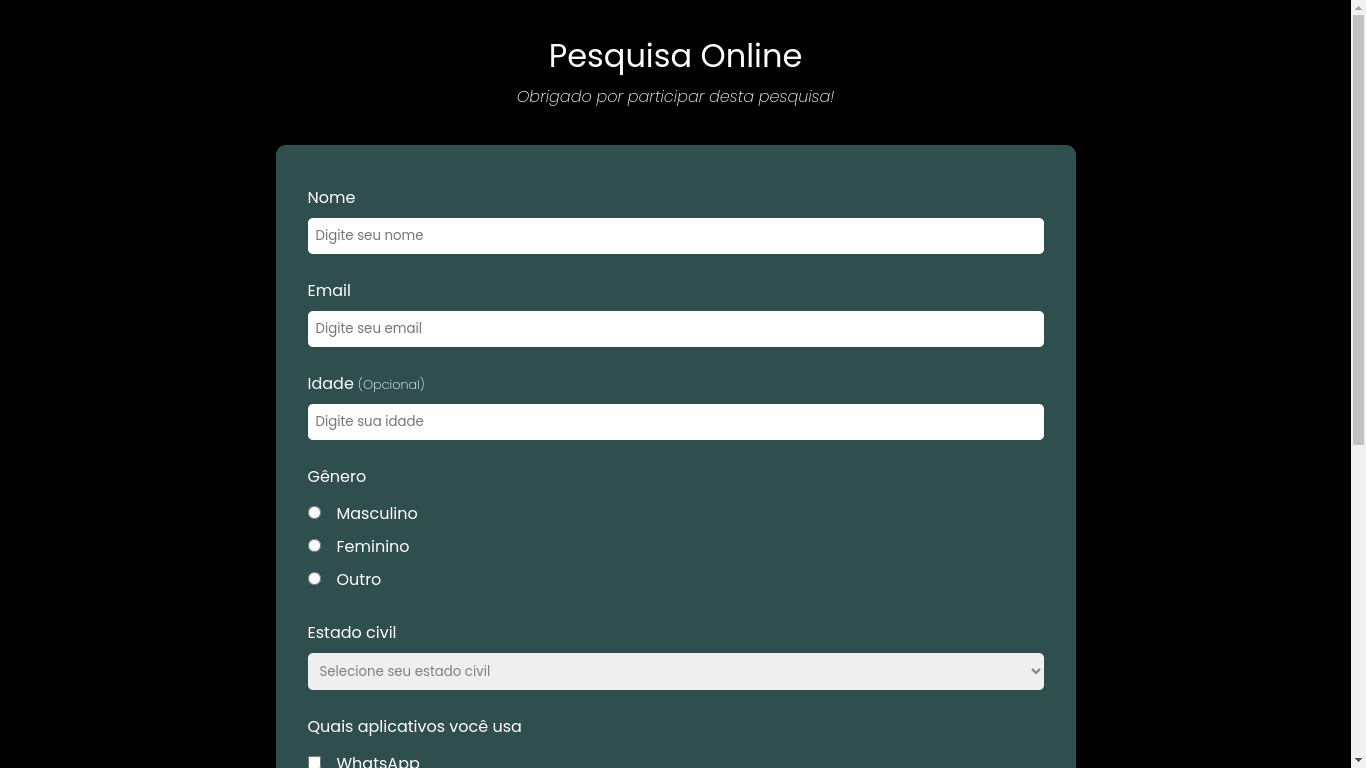 Pesquisa Online
Obrigado por participar desta pesquisa!
Nome
Digite seu nome
Email
Digite seu email
Idade (Opcional)
Digite sua idade
Gênero
Masculino
Feminino
Outro
Estado civil
Selecione seu estado civil
Quais aplicativos você usa
WhatsApp